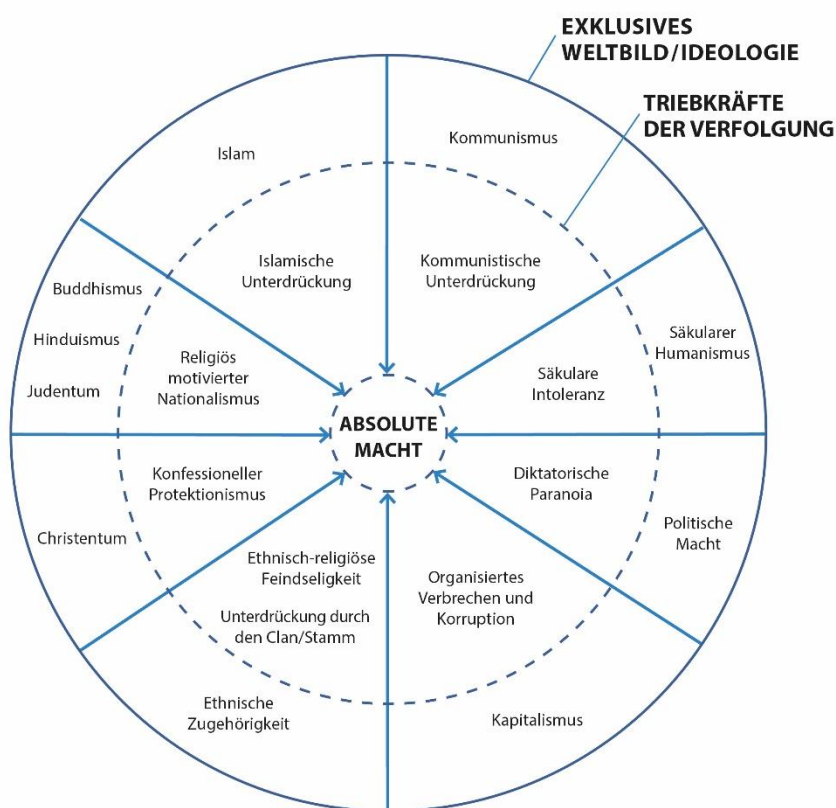 EXKLUSIVES
WELTBILD/IDEOLOGIE
TRIEBKRÄFTE
DER VERFOLGUNG
Islam
Kommunismus
Islamische
Unterdrückung
Kommunistische
Unterdrückung
Buddhismus
Hinduismus
Judentum
Religiös
motivierter
Nationalismus
Säkulare
Intoleranz
Säkularer
Humanismus
ABSOLUTE
MACHT
Konfessioneller
Protektionismus
Diktatorische
Paranoia
Christentum
Politische
Macht
Ethnisch-religiöse
Feindseligkeit
Unterdrückung durch
den Clan/Stamm
Organisiertes
Verbrechen und
Korruption
Ethnische
Zugehörigkeit
Kapitalismus